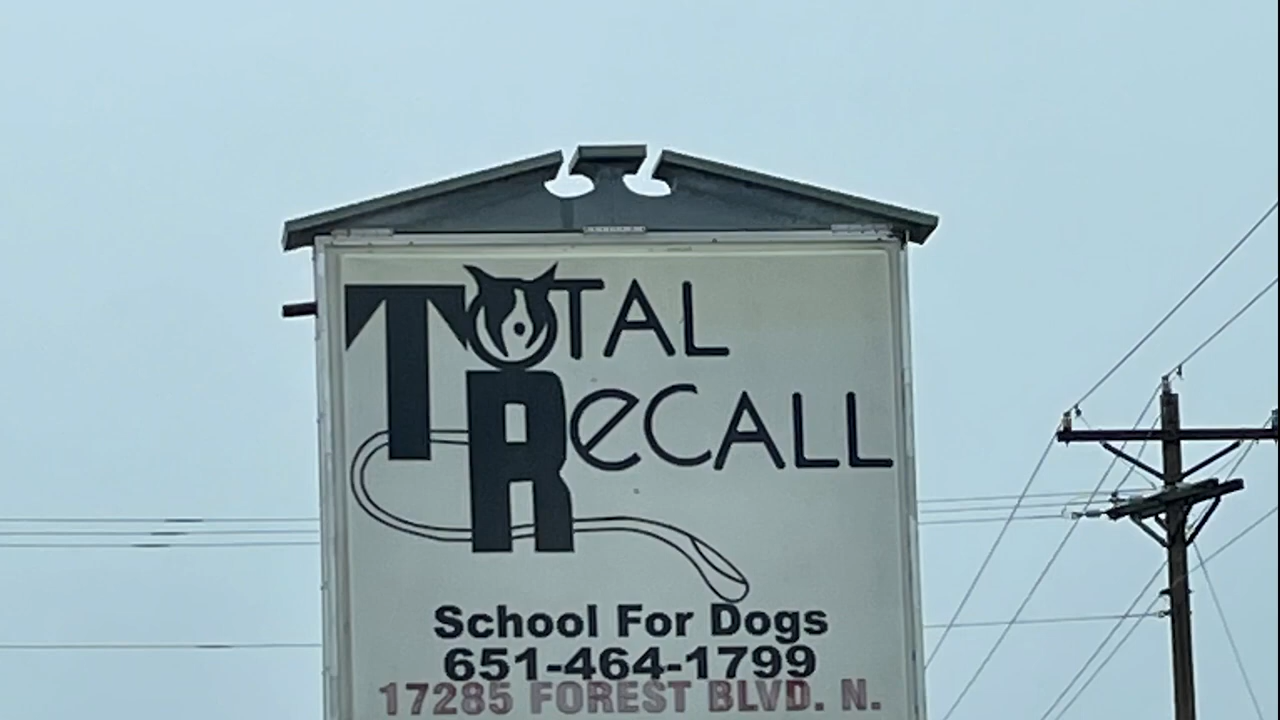 TOTAL
ReCALL
School For Dogs
651-464-1799
17285 FOREST BLVD. N.